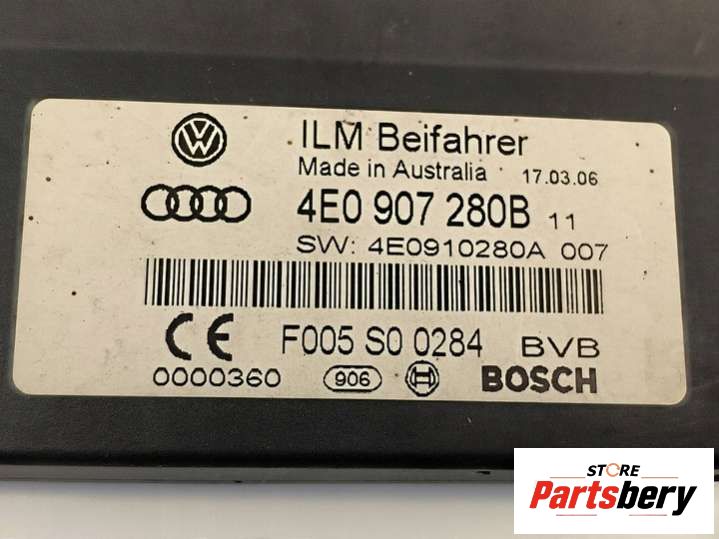 ILM Beifahrer
Made in Australia 17.03.06
4E0 907 280B 11
SW: 4E0910280A 007
CE F005 S0 0284 BVB
0000360 906 BOSCH
STORE
Partsbery